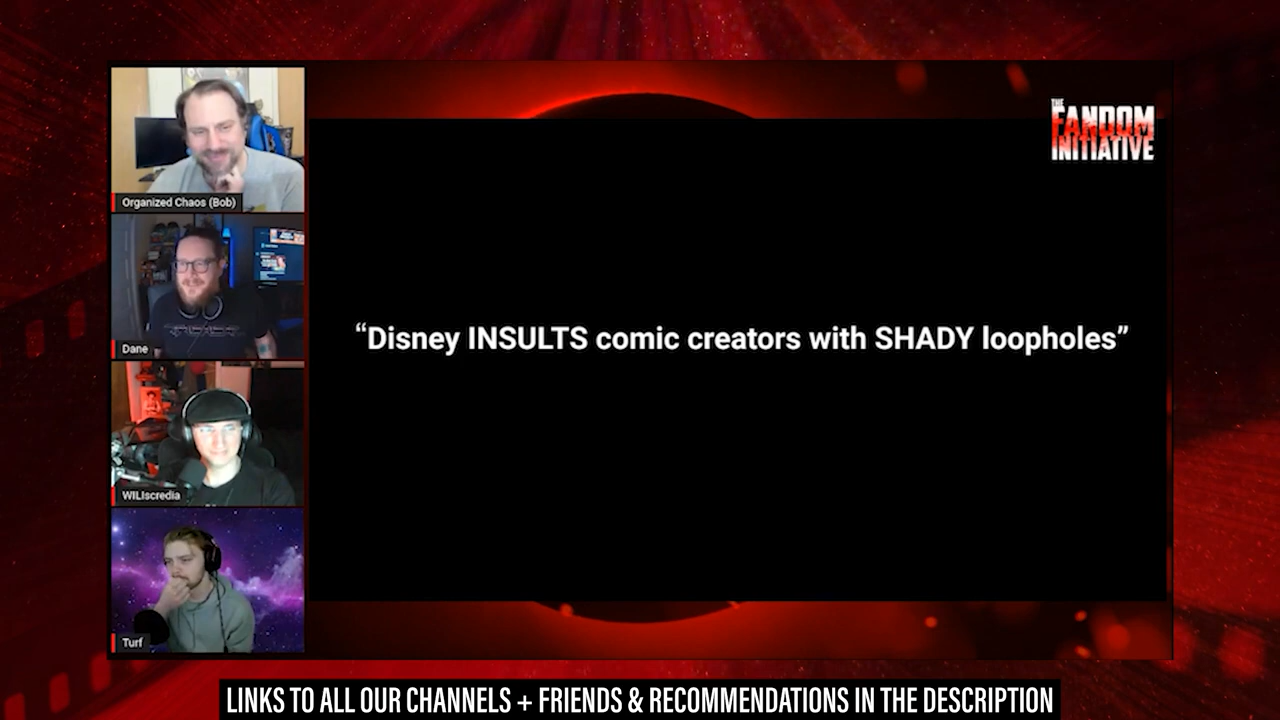 THE
FANDOM
INITIATIVE
Organized Chaos (Bob)
“Disney INSULTS comic creators with SHADY loopholes”
Dane
WILIscredia
Turf
LINKS TO ALL OUR CHANNELS + FRIENDS & RECOMMENDATIONS IN THE DESCRIPTION